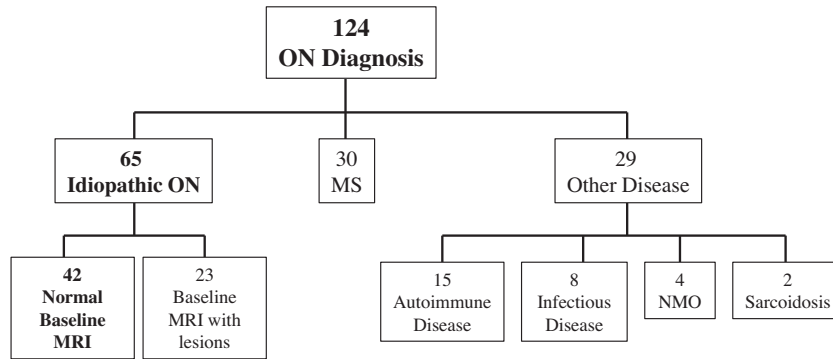 124
ON Diagnosis
65
Idiopathic ON
30
MS
29
Other Disease
42
Normal
Baseline
MRI
23
Baseline
MRI with
lesions
15
Autoimmune
Disease
8
Infectious
Disease
4
NMO
2
Sarcoidosis